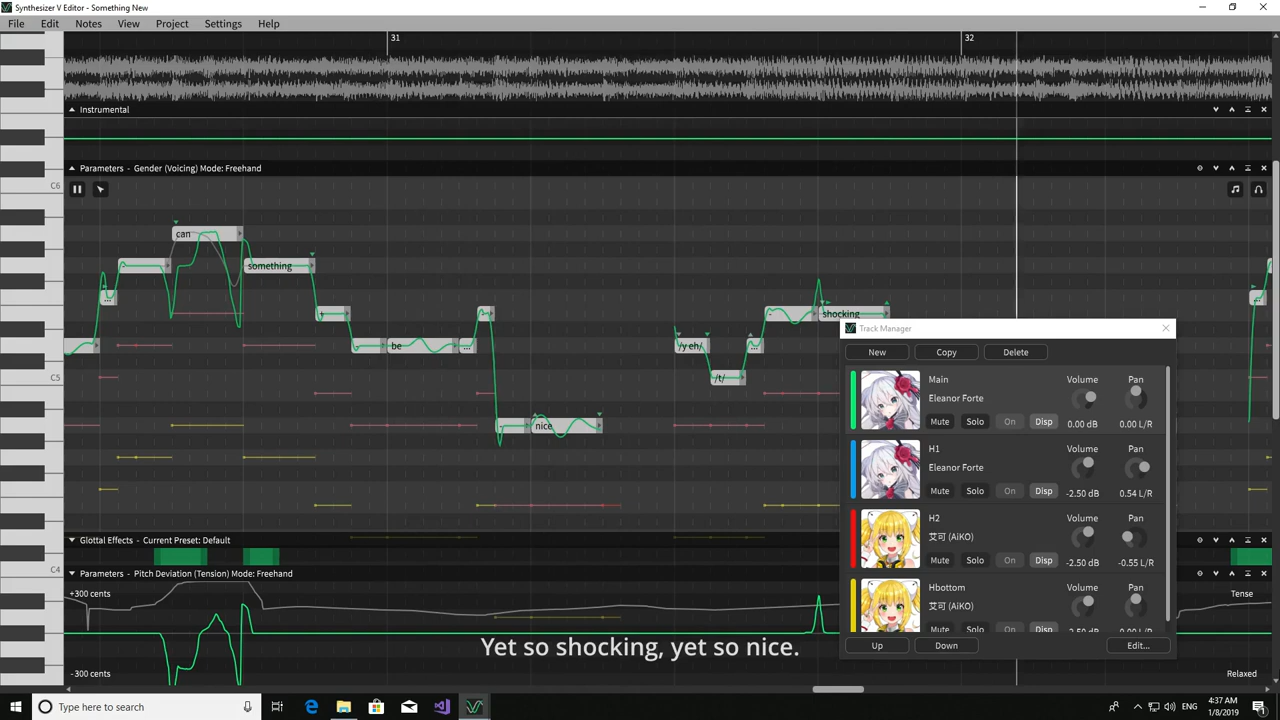 Synthesizer V Editor - Something New
File Edit Notes View Project Settings Help
31 32
Instrumental
Parameters - Gender (Voicing) Mode: Freehand
C6
can
something
...
be
...
/y eh/
...
shocking
C5
/t/
nice
Track Manager
New Copy Delete
Main
Eleanor Forte
Volume Pan
Mute Solo On Disp
0.00 dB 0.00 L/R
H1
Eleanor Forte
Volume Pan
Mute Solo On Disp
-2.50 dB 0.54 L/R
H2
艾可 (AiKO)
Volume Pan
Mute Solo On Disp
-2.50 dB -0.55 L/R
Hbottom
艾可 (AiKO)
Volume Pan
Mute Solo On Disp
Up Down Edit...
Glottal Effects - Current Preset: Default
C4
Parameters - Pitch Deviation (Tension) Mode: Freehand
+300 cents
Tense
Yet so shocking, yet so nice.
-300 cents
Relaxed
Type here to search
ENG
4:37 AM
1/8/2019